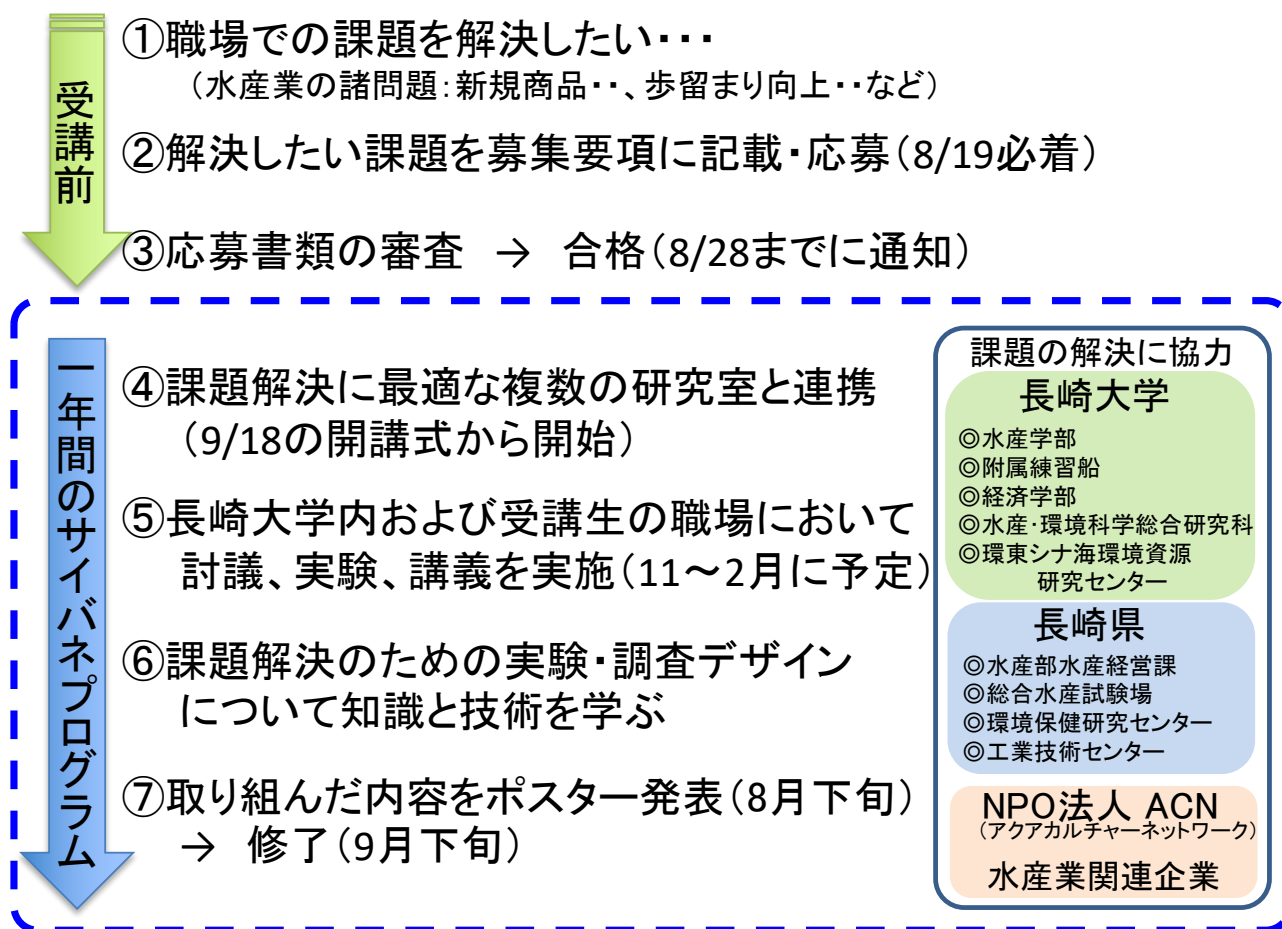 受講前
①職場での課題を解決したい・・・
（水産業の諸問題：新規商品・・、歩留まり向上・・など）
②解決したい課題を募集要項に記載・応募（8/19必着）
③応募書類の審査 → 合格（8/28までに通知）
一年間のサイバネプログラム
④課題解決に最適な複数の研究室と連携
（9/18の開講式から開始）
⑤長崎大学内および受講生の職場において
討議、実験、講義を実施（11～2月に予定）
⑥課題解決のための実験・調査デザイン
について知識と技術を学ぶ
⑦取り組んだ内容をポスター発表（8月下旬）
→ 修了（9月下旬）
課題の解決に協力
長崎大学
◎水産学部
◎附属練習船
◎経済学部
◎水産・環境科学総合研究科
◎環東シナ海環境資源
研究センター
長崎県
◎水産部水産経営課
◎総合水産試験場
◎環境保健研究センター
◎工業技術センター
NPO法人 ACN
（アクアカルチャーネットワーク）
水産業関連企業